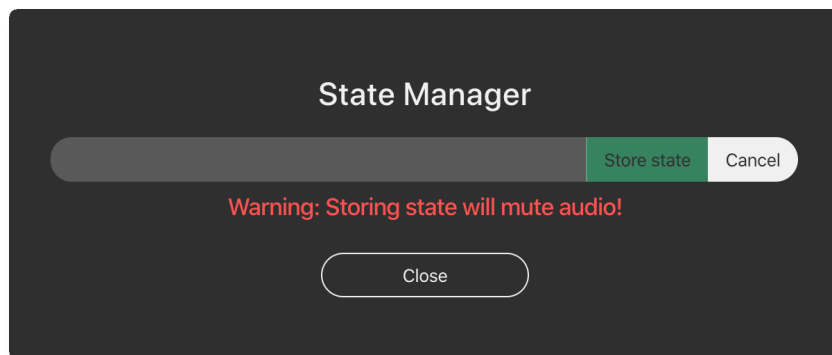 State Manager
Store state Cancel
Warning: Storing state will mute audio!
Close